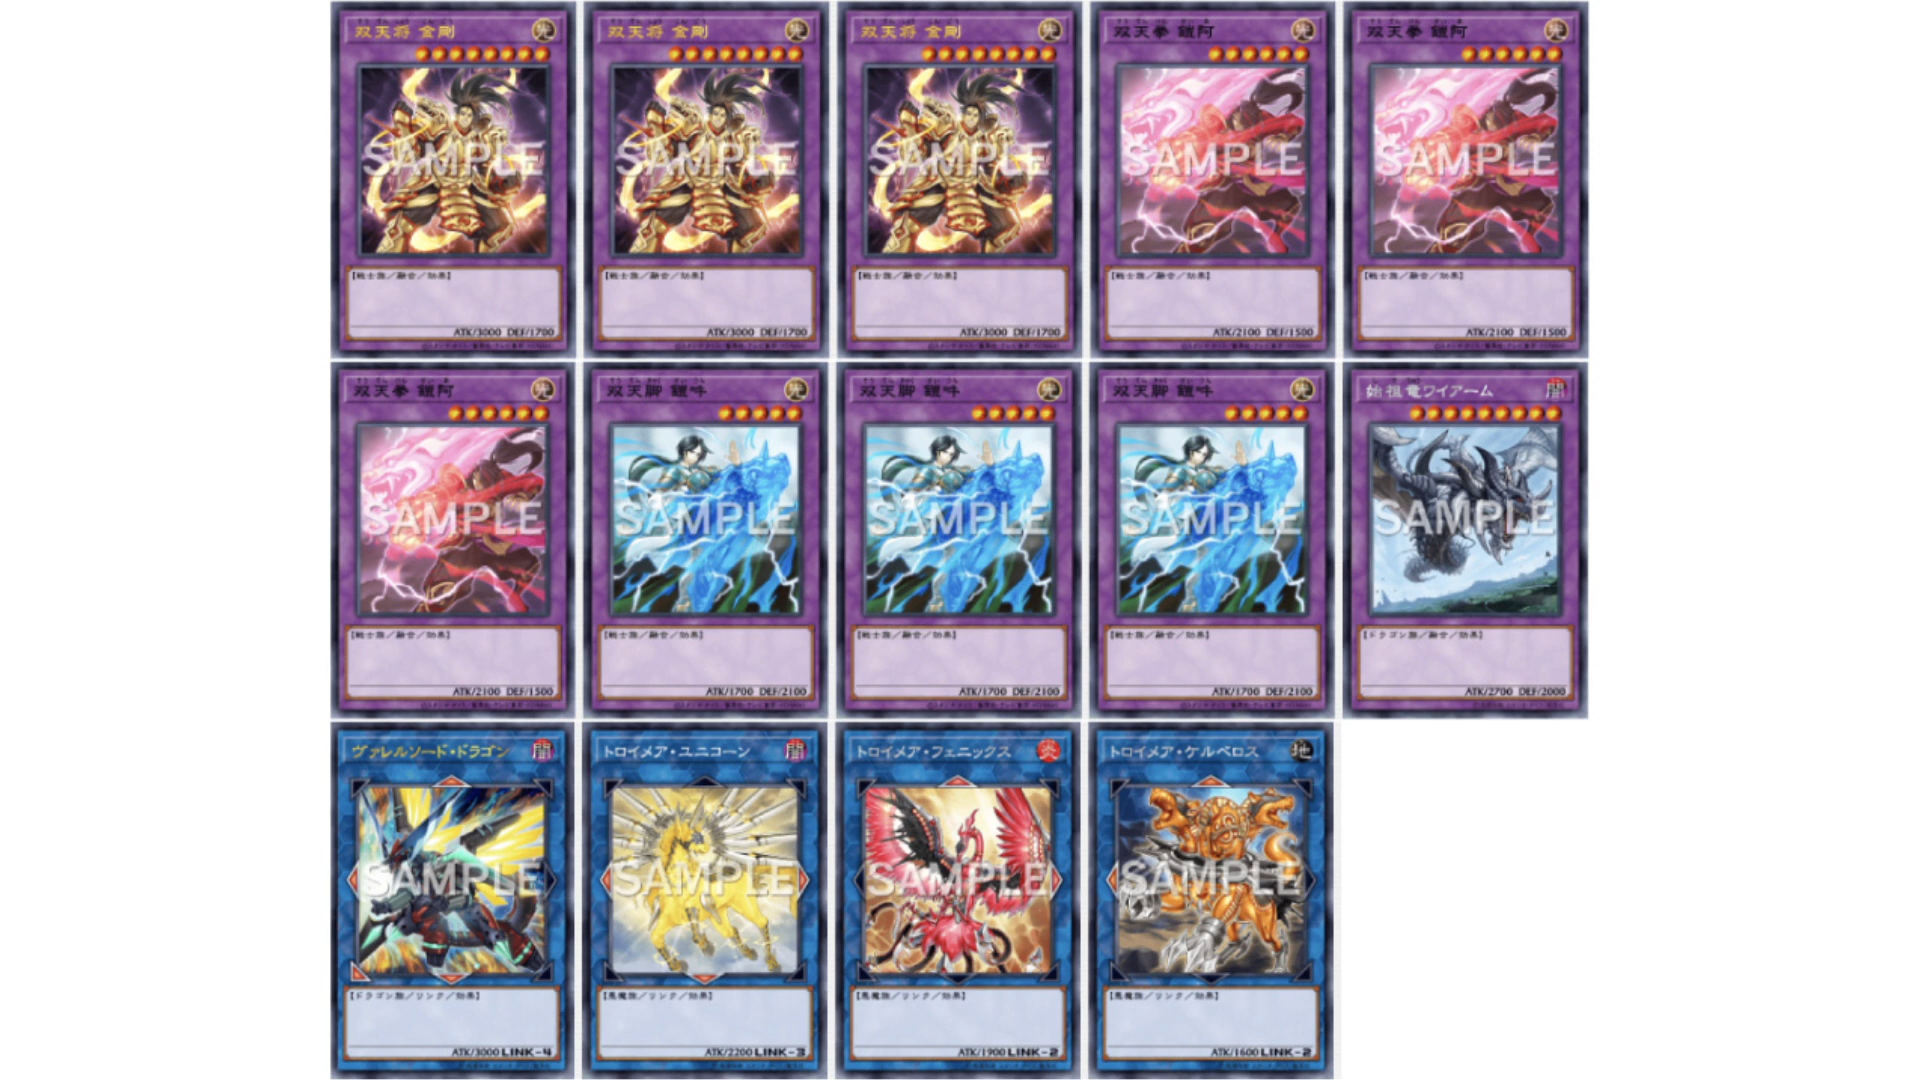 双天将 金剛
SAMPLE
【戦士族／融合／効果】
ATK/3000 DEF/1700
双天将 金剛
SAMPLE
【戦士族／融合／効果】
ATK/3000 DEF/1700
双天将 金剛
SAMPLE
【戦士族／融合／効果】
ATK/3000 DEF/1700
双天拳 鎧阿
SAMPLE
【戦士族／融合／効果】
ATK/2100 DEF/1500
双天拳 鎧阿
SAMPLE
【戦士族／融合／効果】
ATK/2100 DEF/1500
双天拳 鎧阿
SAMPLE
【戦士族／融合／効果】
ATK/2100 DEF/1500
双天脚 鎧吽
SAMPLE
【戦士族／融合／効果】
ATK/1700 DEF/2100
双天脚 鎧吽
SAMPLE
【戦士族／融合／効果】
ATK/1700 DEF/2100
双天脚 鎧吽
SAMPLE
【戦士族／融合／効果】
ATK/1700 DEF/2100
始祖竜ワイアーム
闇
SAMPLE
【ドラゴン族／融合／効果】
ATK/2700 DEF/2000
ヴァレルソード・ドラゴン
闇
SAMPLE
【ドラゴン族／リンク／効果】
ATK/3000 LINK-4
トロイメア・ユニコーン
闇
SAMPLE
【悪魔族／リンク／効果】
ATK/2200 LINK-3
トロイメア・フェニックス
炎
SAMPLE
【悪魔族／リンク／効果】
ATK/1900 LINK-2
トロイメア・ケルベロス
地
SAMPLE
【悪魔族／リンク／効果】
ATK/1600 LINK-2